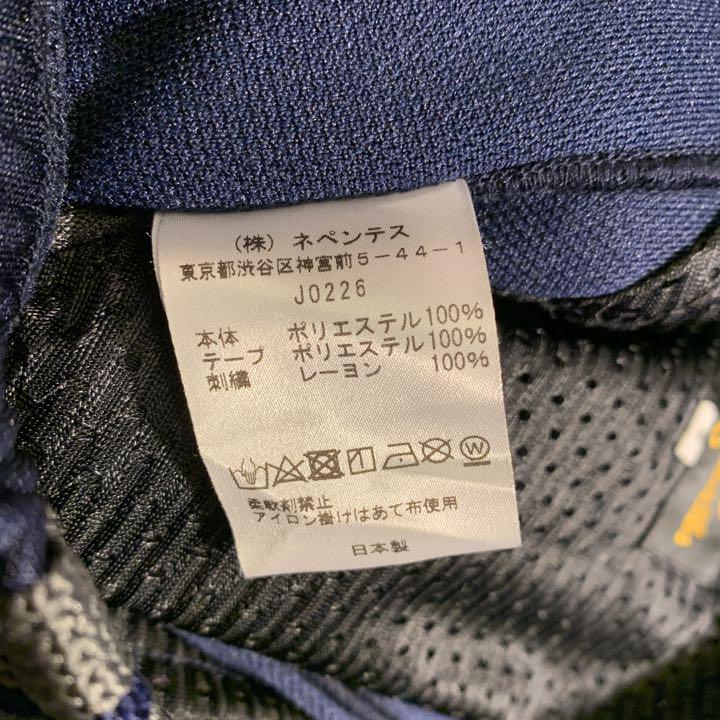 (株) ネペンテス
東京都渋谷区神宮前5-44-1
J0226
本体 ポリエステル100%
テープ ポリエステル100%
刺繍 レーヨン 100%
W
柔軟剤禁止
アイロン掛けはあて布使用
日本製